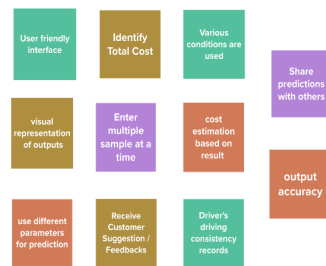 User friendly
interface
Identify
Total Cost
Various
conditions are
used
Share
predictions
with others
visual
representation
of outputs
Enter
multiple
sample at a
time
cost
estimation
based on
result
output
accuracy
use different
parameters
for prediction
Receive
Customer
Suggestion /
Feedbacks
Driver's
driving
consistency
records